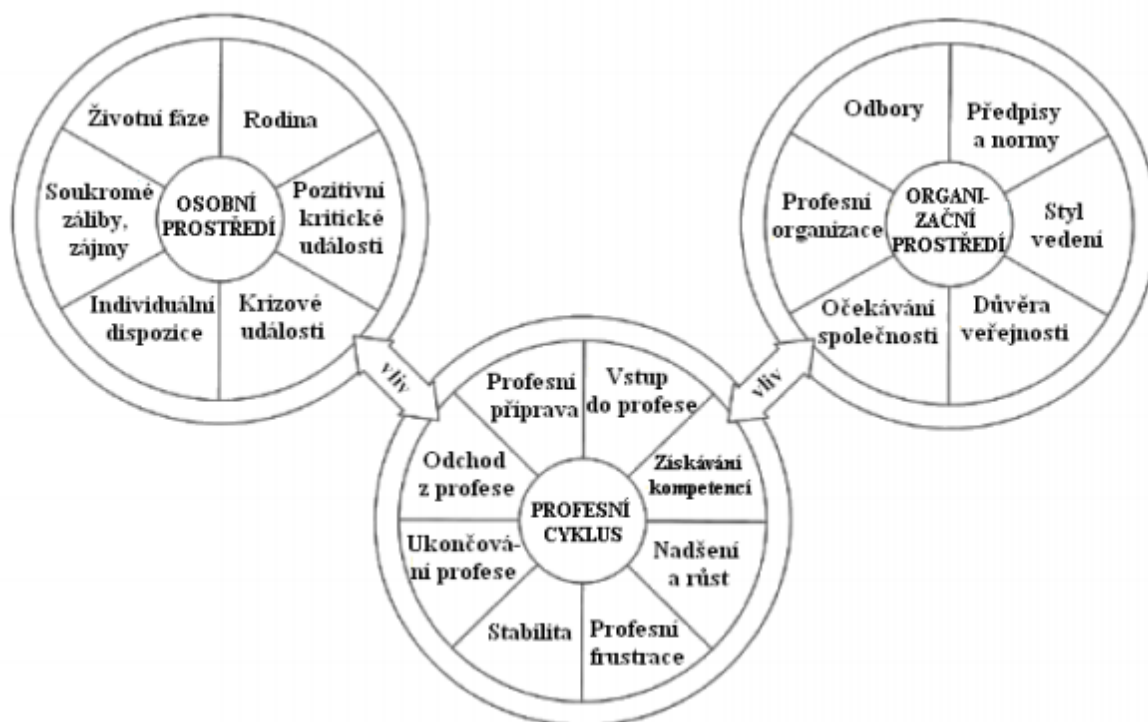 Životní fáze
Rodina
Soukromé
záliby,
zájmy
OSOBNÍ
PROSTŘEDÍ
Pozitivní
kritické
události
Individuální
dispozice
Krizové
události
Odbory
Předpisy
a normy
Profesní
organizace
ORGANI-
ZAČNÍ
PROSTŘEDÍ
Styl
vedení
Očekávání
společnosti
Důvěra
veřejnosti
vliv
vliv
Profesní
příprava
Vstup
do profese
Odchod
z profese
Získávání
kompetencí
PROFESNÍ
CYKLUS
Ukončová-
ní profese
Nadšení
a růst
Stabilita
Profesní
frustrace